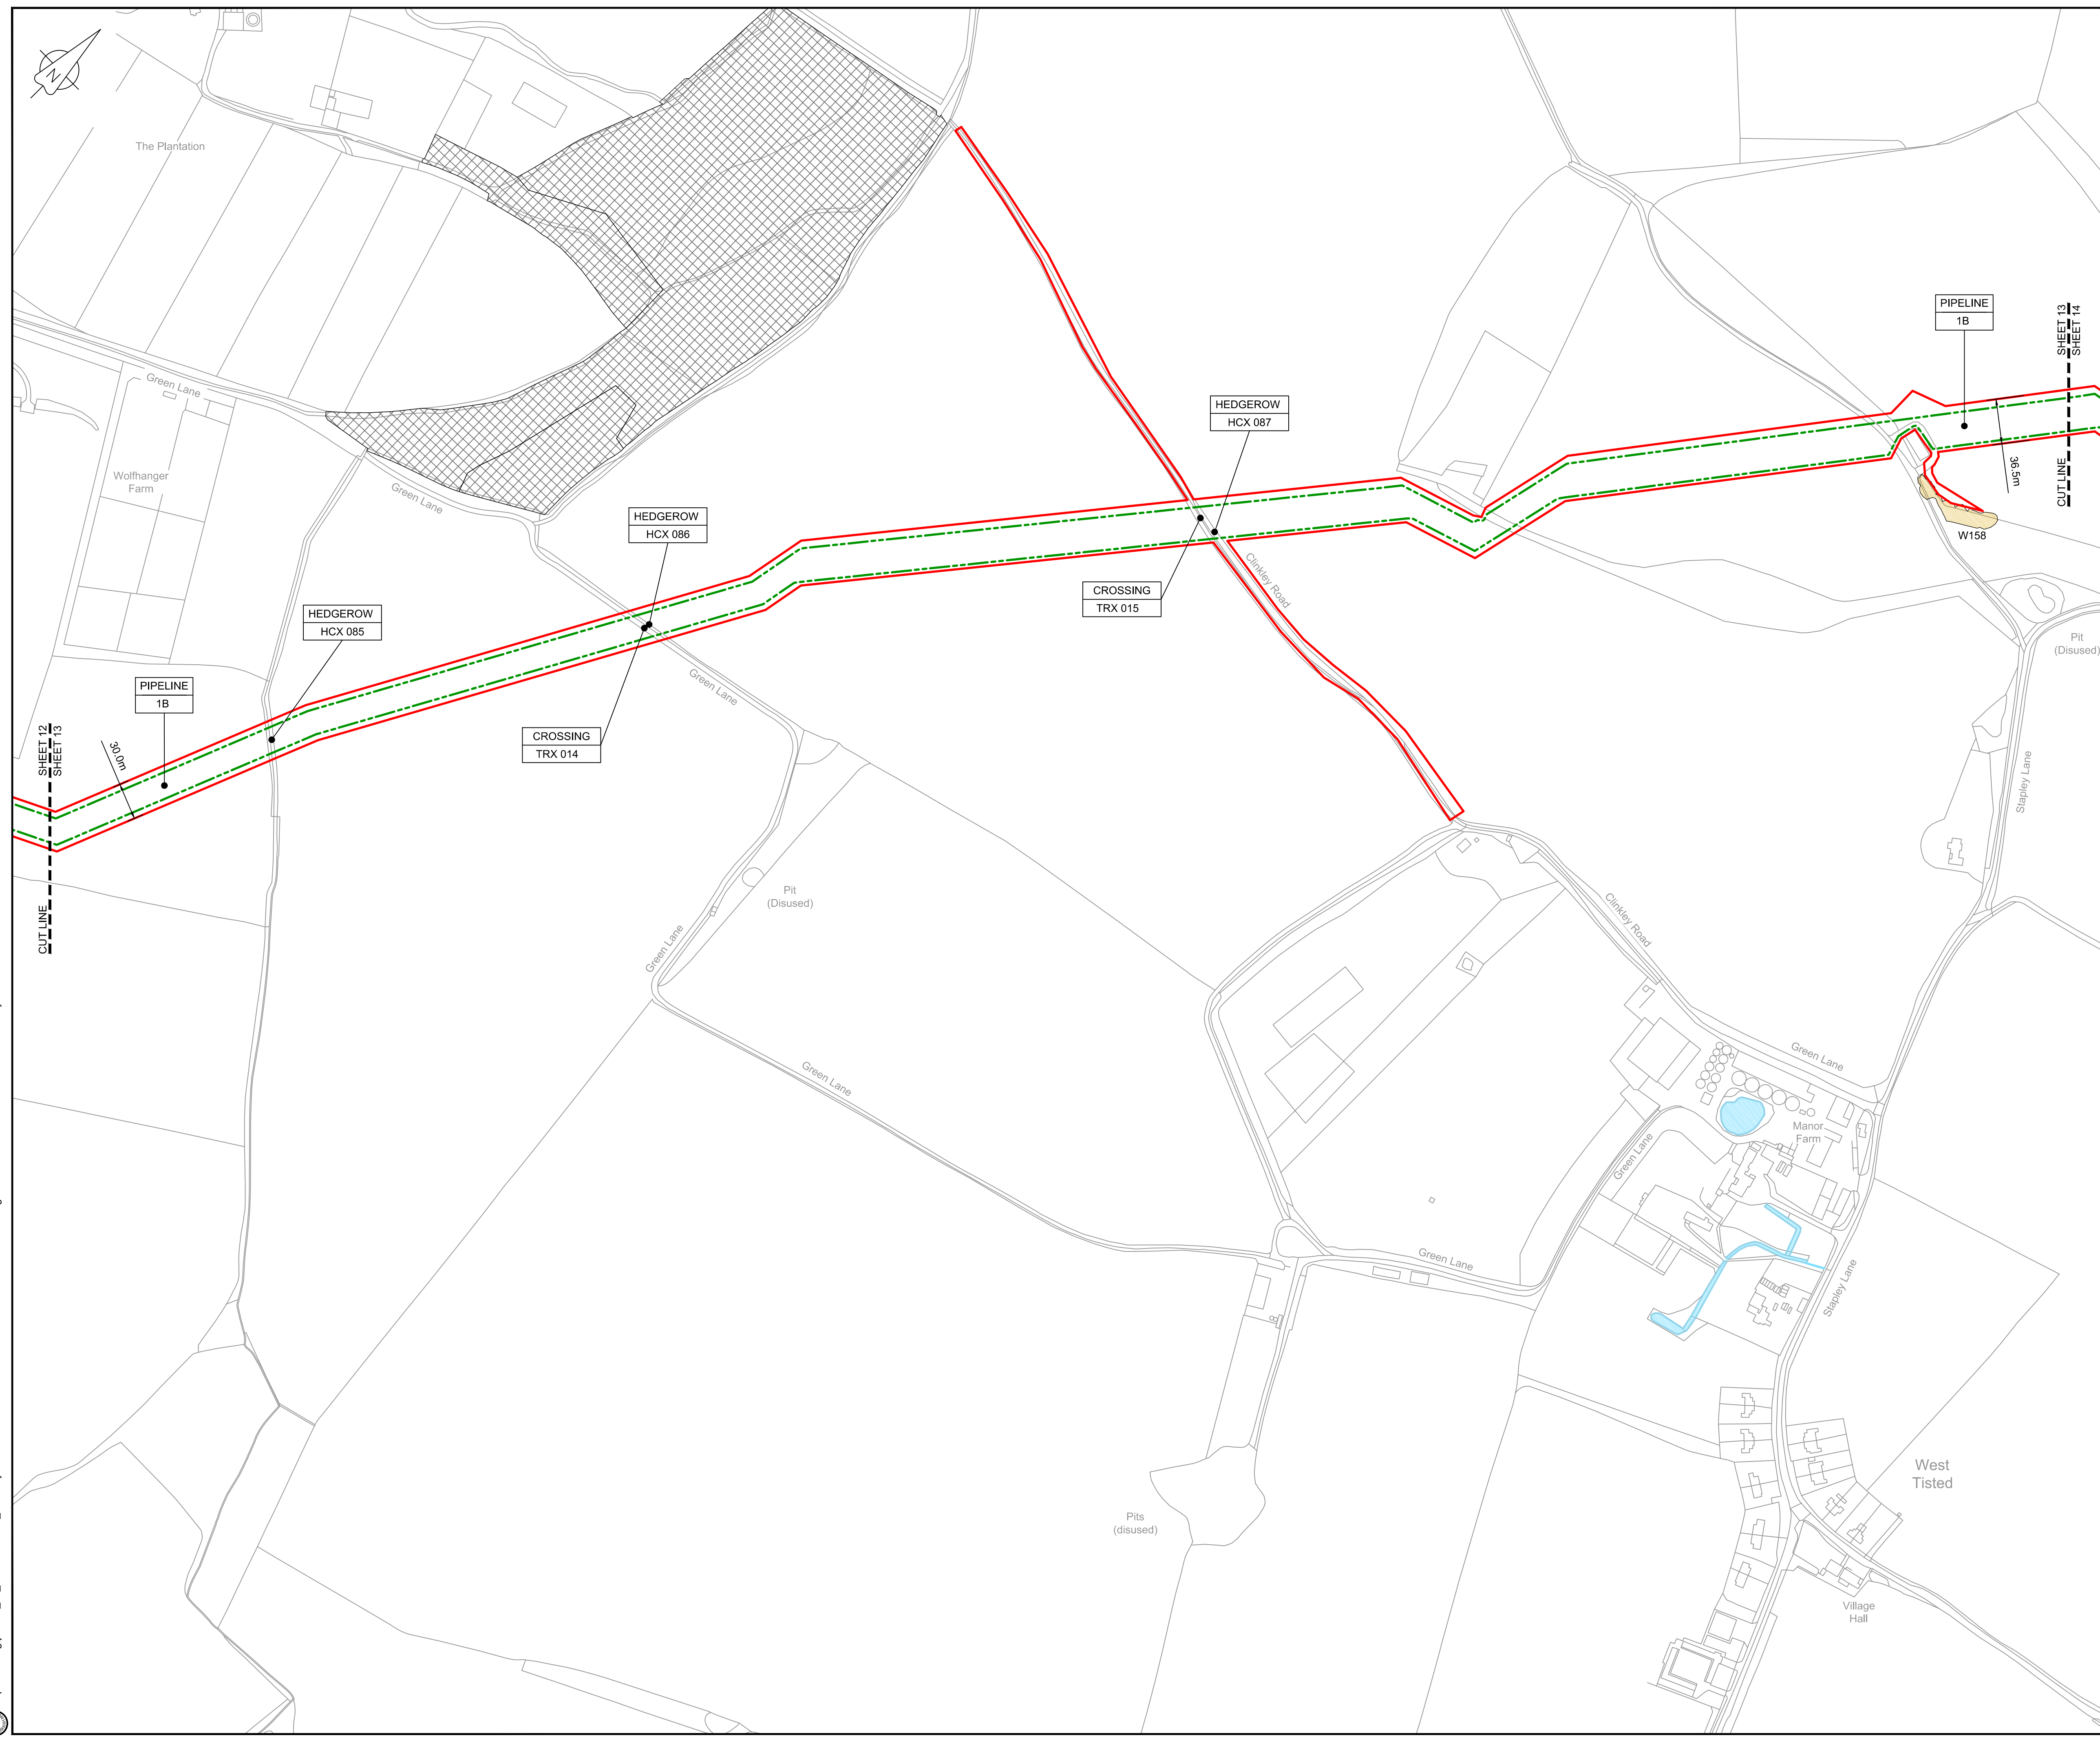 N
The Plantation
Green Lane
Wolfhanger
Farm
Green Lane
PIPELINE
1B
SHEET 13
SHEET 14
CUT LINE
36.5m
W158
HEDGEROW
HCX 087
HEDGEROW
HCX 086
CROSSING
TRX 015
Clinkley Road
HEDGEROW
HCX 085
PIPELINE
1B
SHEET 12
SHEET 13
CUT LINE
30.0m
CROSSING
TRX 014
Green Lane
Pit
(Disused)
Stapley Lane
Pit
(Disused)
Green Lane
Clinkley Road
Green Lane
Green Lane
Manor
Farm
Green Lane
Green Lane
Stapley Lane
West
Tisted
Pits
(disused)
Village
Hall